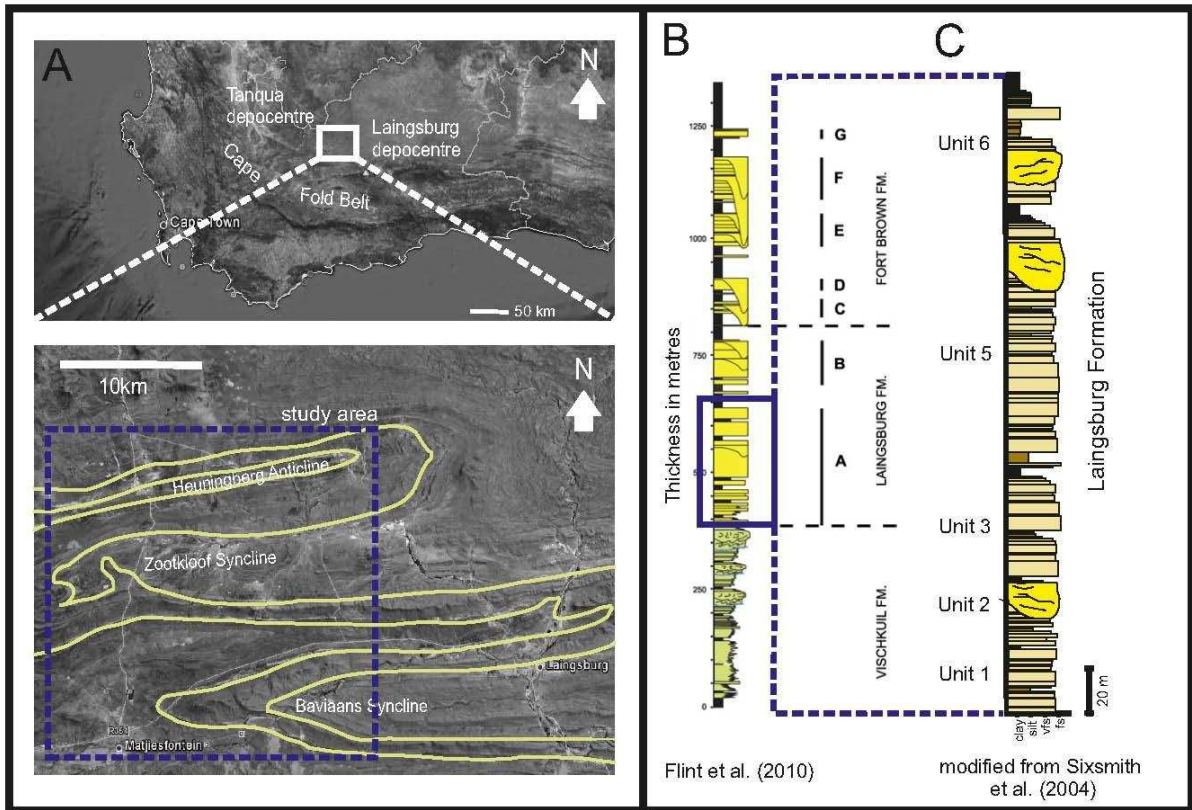 A
N
Tanqua
depocentre
Laingsburg
depocentre
Cape
Fold Belt
Cape Town
50 km
10km
N
study area
Heuningberg Anticline
Zootkloof Syncline
Laingsburg
Baviaans Syncline
Matjiesfontein
B
Thickness in metres
1250
1000
750
500
250
0
G
F
E
D
C
B
A
FORT BROWN FM.
LAINGSBURG FM.
VISCHKUIL FM.
Flint et al. (2010)
C
Unit 6
Unit 5
Unit 3
Unit 2
Unit 1
Laingsburg Formation
20 m
clay
silt
vfs
fs
modified from Sixsmith
et al. (2004)